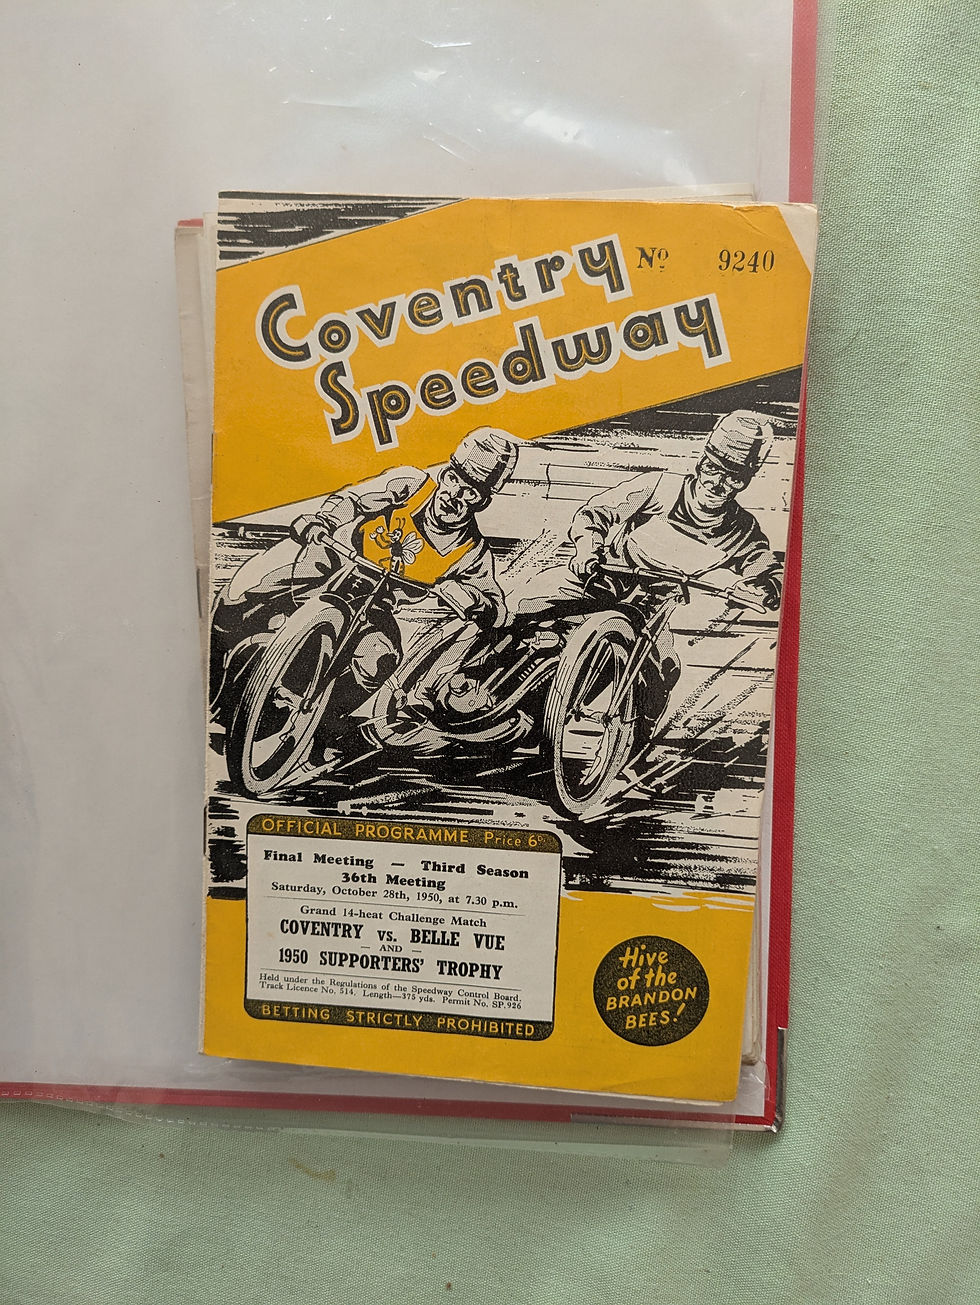 Coventry
Speedway
Nº 9240
OFFICIAL PROGRAMME Price 6ᴰ
Final Meeting — Third Season
36th Meeting
Saturday, October 28th, 1950, at 7.30 p.m.
Grand 14-heat Challenge Match
COVENTRY vs. BELLE VUE
— AND —
1950 SUPPORTERS' TROPHY
Held under the Regulations of the Speedway Control Board.
Track Licence No. 514. Length—375 yds. Permit No. SP.926
BETTING STRICTLY PROHIBITED
Hive
of the
BRANDON
BEES!